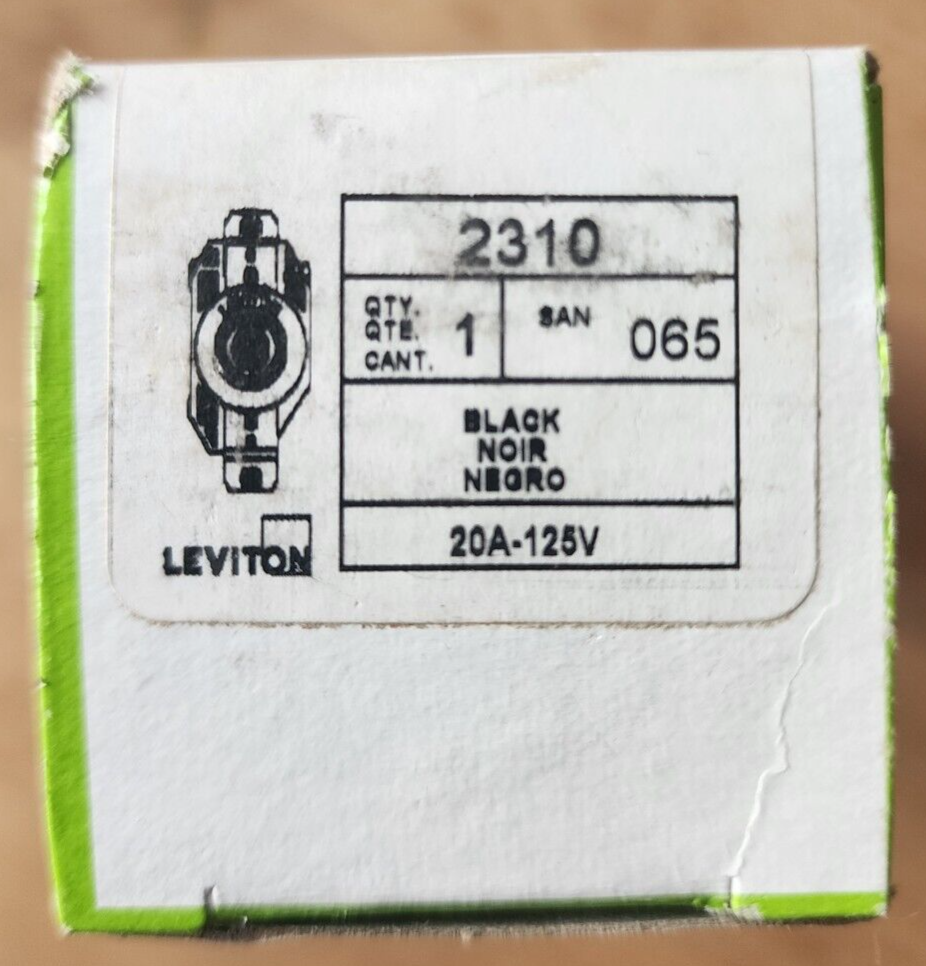 2310
QTY.
QTE.
CANT.
1
SAN
065
BLACK
NOIR
NEGRO
20A-125V
LEVITON